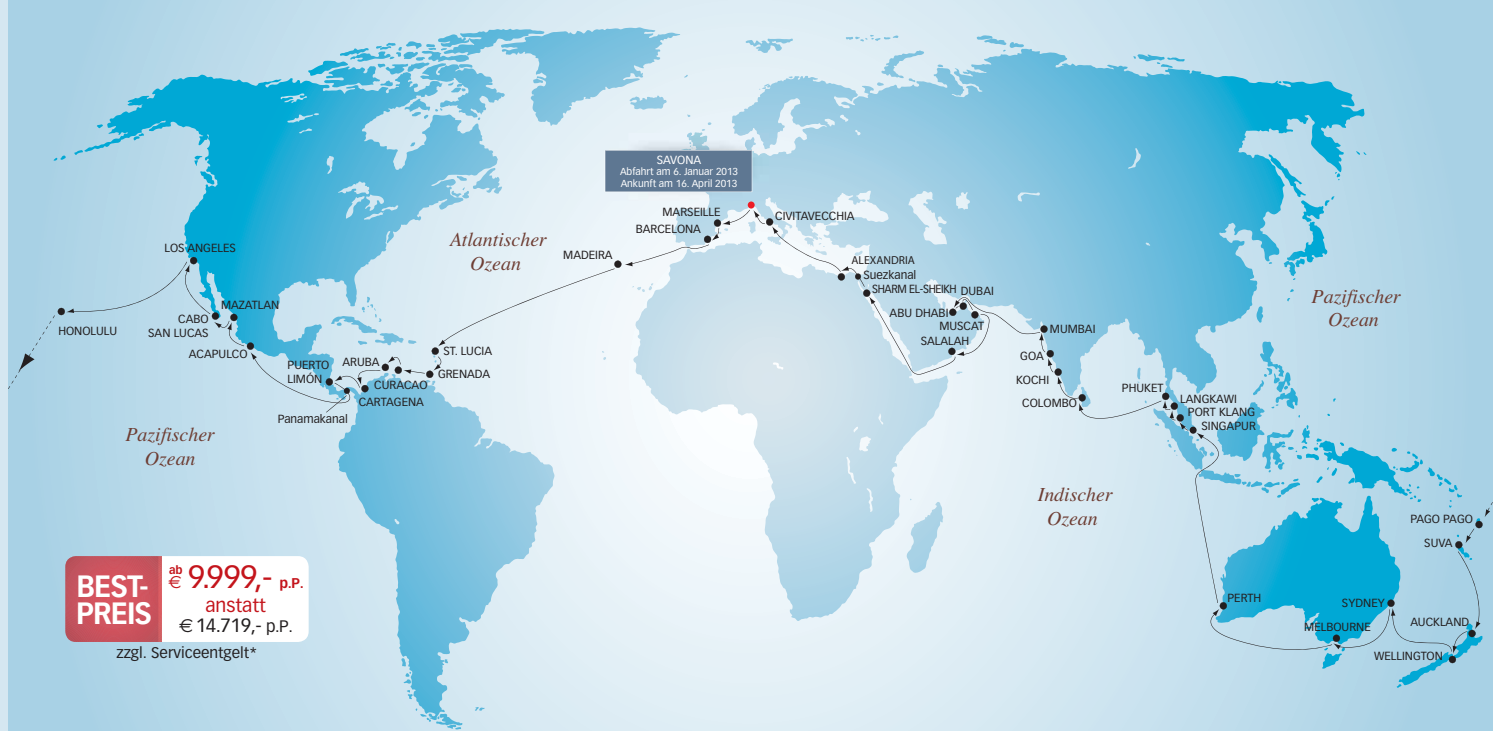 SAVONA
Abfahrt am 6. Januar 2013
Ankunft am 16. April 2013
MARSEILLE
BARCELONA
CIVITAVECCHIA
MADEIRA
Atlantischer
Ozean
LOS ANGELES
ALEXANDRIA
Suezkanal
SHARM EL-SHEIKH
DUBAI
ABU DHABI
MUSCAT
SALALAH
MUMBAI
GOA
KOCHI
COLOMBO
Pazifischer
Ozean
HONOLULU
MAZATLAN
CABO
SAN LUCAS
ACAPULCO
ST. LUCIA
GRENADA
ARUBA
CURACAO
PUERTO
LIMÓN
CARTAGENA
Panamakanal
PHUKET
LANGKAWI
PORT KLANG
SINGAPUR
Pazifischer
Ozean
Indischer
Ozean
PAGO PAGO
SUVA
PERTH
SYDNEY
MELBOURNE
AUCKLAND
WELLINGTON
BEST-
PREIS
ab € 9.999,- p.P.
anstatt
€ 14.719,- p.P.
zzgl. Serviceentgelt*